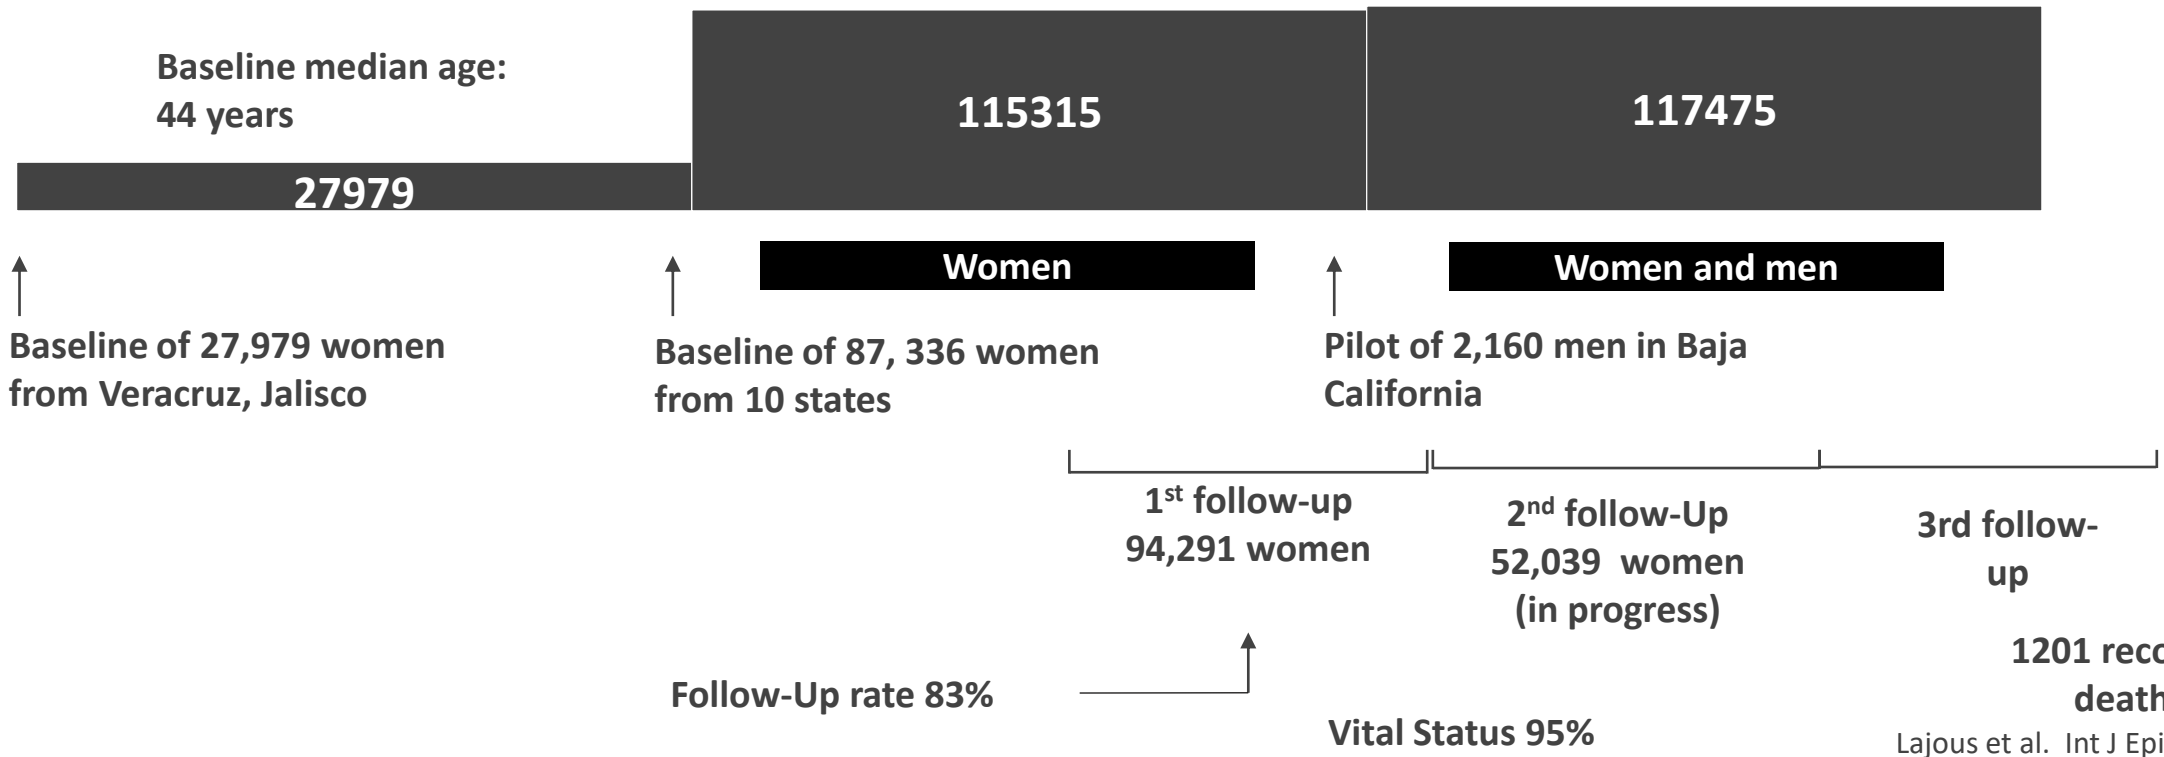 Baseline median age:
44 years
27979
115315
117475
Women
Women and men
Baseline of 27,979 women
from Veracruz, Jalisco
Baseline of 87, 336 women
from 10 states
Pilot of 2,160 men in Baja
California
1st follow-up
94,291 women
2nd follow-Up
52,039 women
(in progress)
3rd follow-
up
Follow-Up rate 83%
Vital Status 95%
1201
Lajous et al. Int J